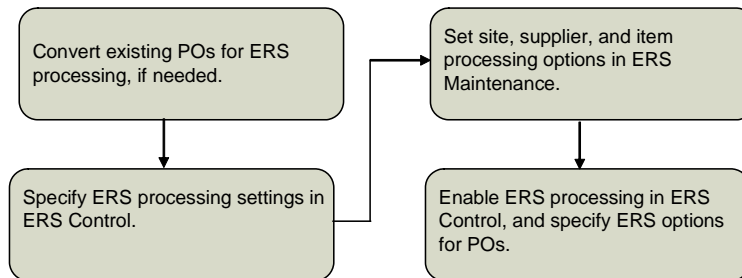 Convert existing POs for ERS
processing, if needed.
Specify ERS processing settings in
ERS Control.
Set site, supplier, and item
processing options in ERS
Maintenance.
Enable ERS processing in ERS
Control, and specify ERS options
for POs.